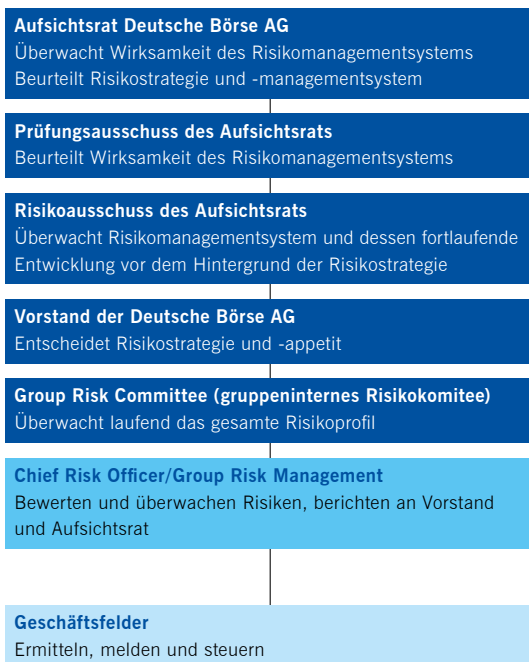 Aufsichtsrat Deutsche Börse AG
Überwacht Wirksamkeit des Risikomanagementsystems
Beurteilt Risikostrategie und -managementsystem
Prüfungsausschuss des Aufsichtsrats
Beurteilt Wirksamkeit des Risikomanagementsystems
Risikoausschuss des Aufsichtsrats
Überwacht Risikomanagementsystem und dessen fortlaufende
Entwicklung vor dem Hintergrund der Risikostrategie
Vorstand der Deutsche Börse AG
Entscheidet Risikostrategie und -appetit
Group Risk Committee (gruppeninternes Risikokomitee)
Überwacht laufend das gesamte Risikoprofil
Chief Risk Officer/Group Risk Management
Bewerten und überwachen Risiken, berichten an Vorstand
und Aufsichtsrat
Geschäftsfelder
Ermitteln, melden und steuern